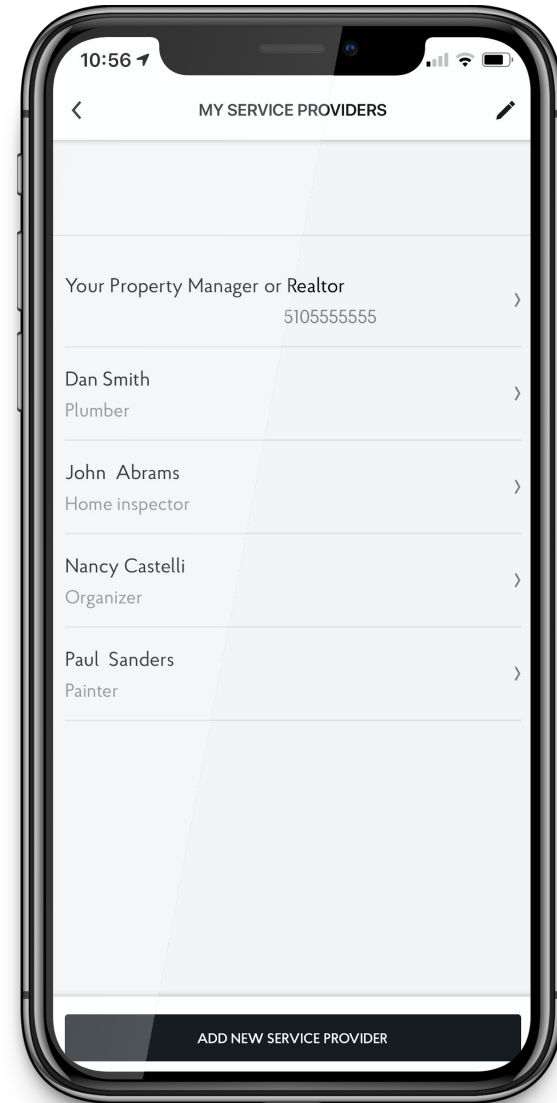 10:56
MY SERVICE PROVIDERS
Your Property Manager or Realtor
5105555555
Dan Smith
Plumber
John Abrams
Home inspector
Nancy Castelli
Organizer
Paul Sanders
Painter
ADD NEW SERVICE PROVIDER